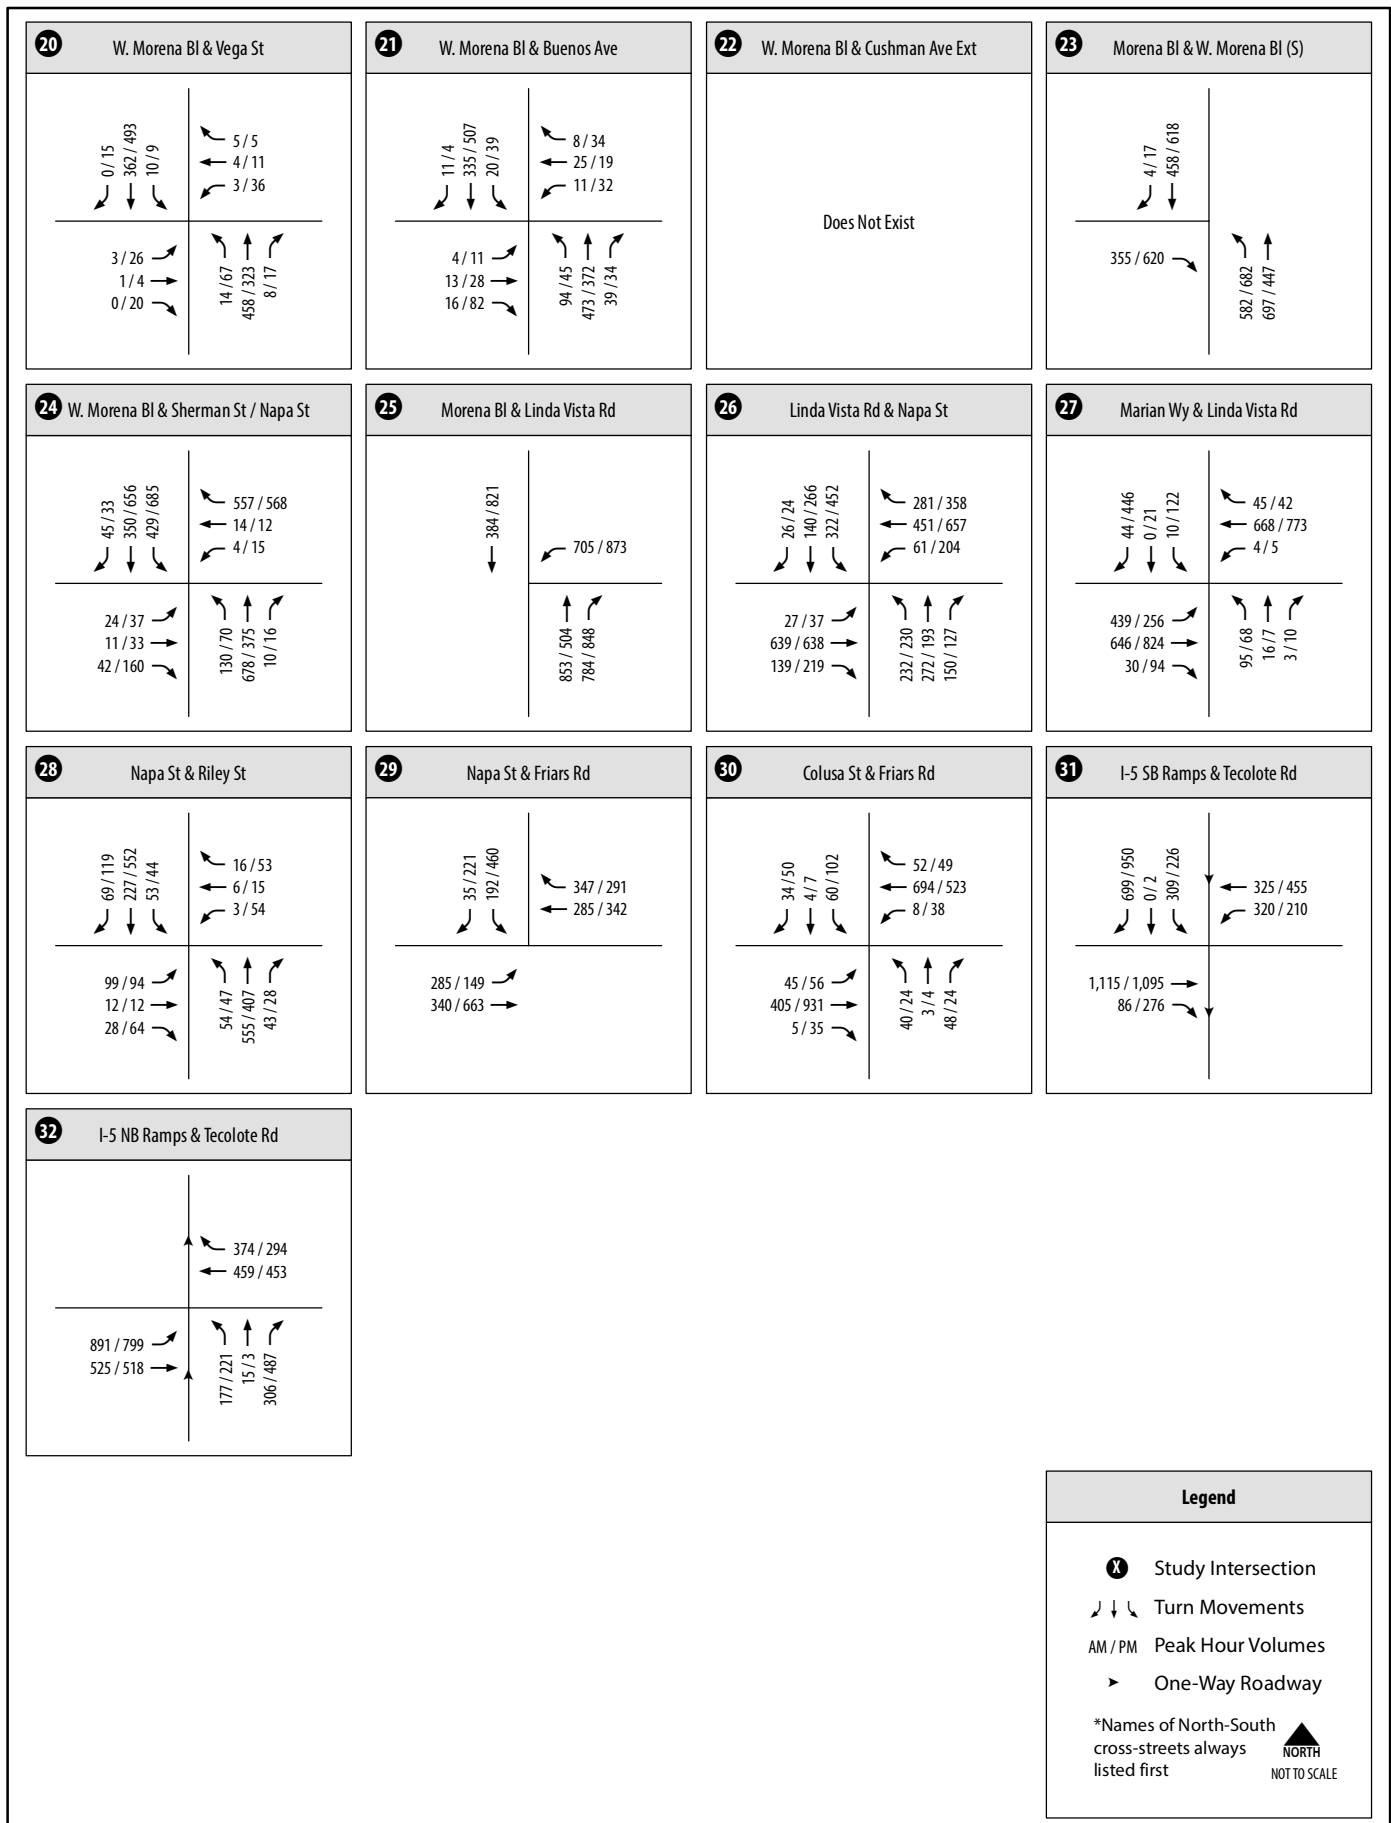 20 W. Morena Bl & Vega St
0 / 15
362 / 493
10 / 9
5 / 5
4 / 11
3 / 36
3 / 26
1 / 4
0 / 20
14 / 67
458 / 323
8 / 17
21 W. Morena Bl & Buenos Ave
11 / 4
335 / 507
20 / 39
8 / 34
25 / 19
11 / 32
4 / 11
13 / 28
16 / 82
94 / 45
473 / 372
39 / 34
22 W. Morena Bl & Cushman Ave Ext
Does Not Exist
23 Morena Bl & W. Morena Bl (S)
4 / 17
458 / 618
355 / 620
582 / 682
697 / 447
24 W. Morena Bl & Sherman St / Napa St
45 / 33
350 / 656
429 / 685
557 / 568
14 / 12
4 / 15
24 / 37
11 / 33
42 / 160
130 / 70
678 / 375
10 / 16
25 Morena Bl & Linda Vista Rd
384 / 821
705 / 873
853 / 504
784 / 848
26 Linda Vista Rd & Napa St
26 / 24
140 / 266
322 / 452
281 / 358
451 / 657
61 / 204
27 / 37
639 / 638
139 / 219
232 / 230
272 / 193
150 / 127
27 Marian Wy & Linda Vista Rd
44 / 446
0 / 21
10 / 122
45 / 42
668 / 773
4 / 5
439 / 256
646 / 824
30 / 94
95 / 68
16 / 7
3 / 10
28 Napa St & Riley St
69 / 119
227 / 552
53 / 44
16 / 53
6 / 15
3 / 54
99 / 94
12 / 12
28 / 64
54 / 47
555 / 407
43 / 28
29 Napa St & Friars Rd
35 / 221
192 / 460
347 / 291
285 / 342
285 / 149
340 / 663
30 Colusa St & Friars Rd
34 / 50
4 / 7
60 / 102
52 / 49
694 / 523
8 / 38
45 / 56
405 / 931
5 / 35
40 / 24
3 / 4
48 / 24
31 I-5 SB Ramps & Tecolote Rd
699 / 950
0 / 2
309 / 226
325 / 455
320 / 210
1,115 / 1,095
86 / 276
32 I-5 NB Ramps & Tecolote Rd
374 / 294
459 / 453
891 / 799
525 / 518
177 / 221
15 / 3
306 / 487
Legend
X Study Intersection
Turn Movements
AM / PM Peak Hour Volumes
One-Way Roadway
*Names of North-South
cross-streets always
listed first
NORTH
NOT TO SCALE